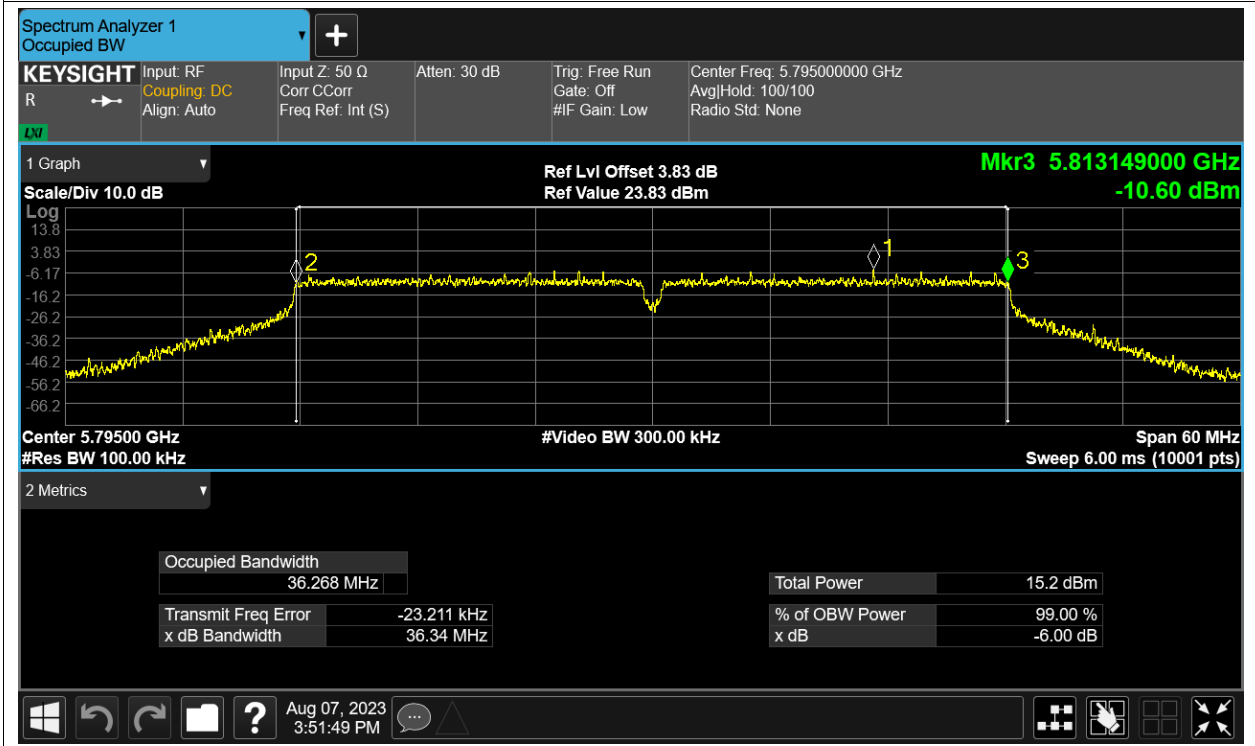 Spectrum Analyzer 1
Occupied BW
KEYSIGHT
R
LXI
Input: RF
Coupling: DC
Align: Auto
Input Z: 50 Ω
Corr CCorr
Freq Ref: Int (S)
Atten: 30 dB
Trig: Free Run
Gate: Off
#IF Gain: Low
Center Freq: 5.795000000 GHz
Avg|Hold: 100/100
Radio Std: None
1 Graph
Scale/Div 10.0 dB
Ref Lvl Offset 3.83 dB
Ref Value 23.83 dBm
Mkr3 5.813149000 GHz
-10.60 dBm
Log
13.8
3.83
-6.17
-16.2
-26.2
-36.2
-46.2
-56.2
-66.2
2
1
3
Center 5.79500 GHz
#Res BW 100.00 kHz
#Video BW 300.00 kHz
Span 60 MHz
Sweep 6.00 ms (10001 pts)
2 Metrics
Occupied Bandwidth
36.268 MHz
Transmit Freq Error -23.211 kHz
x dB Bandwidth 36.34 MHz
Total Power 15.2 dBm
% of OBW Power 99.00 %
x dB -6.00 dB
?
Aug 07, 2023
3:51:49 PM